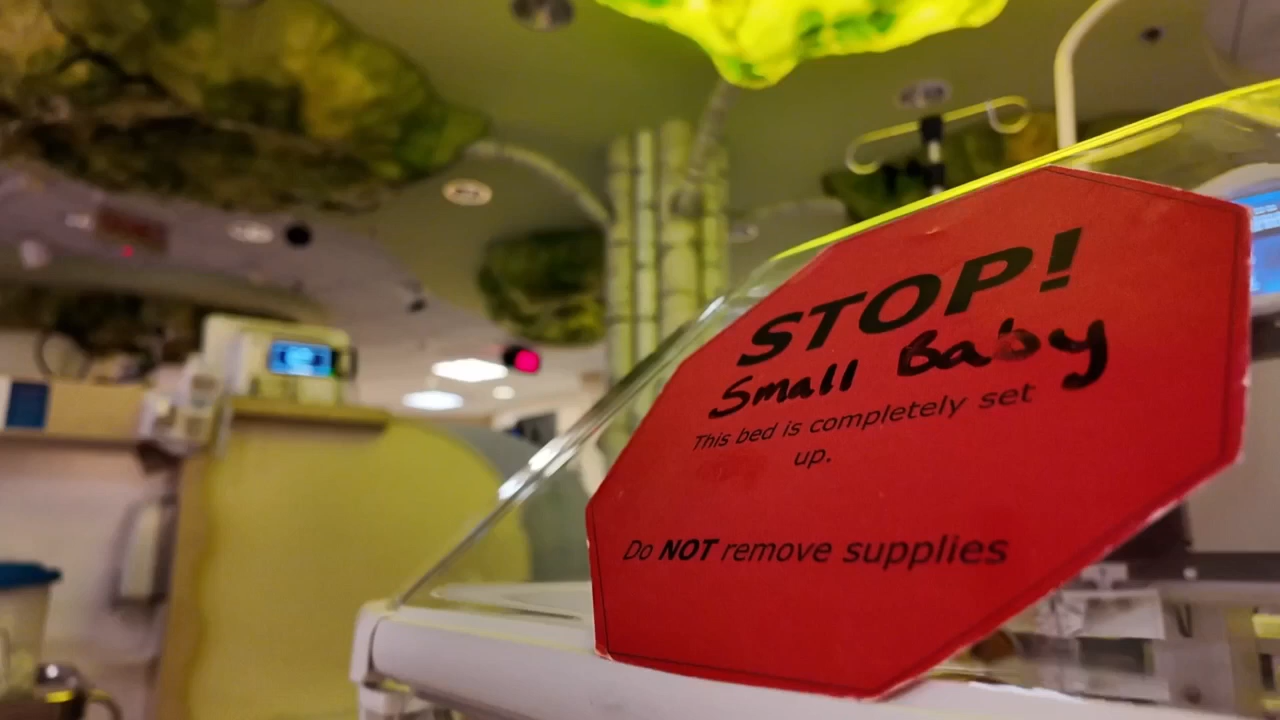 STOP!
Small Baby
This bed is completely set
up.
Do NOT remove supplies